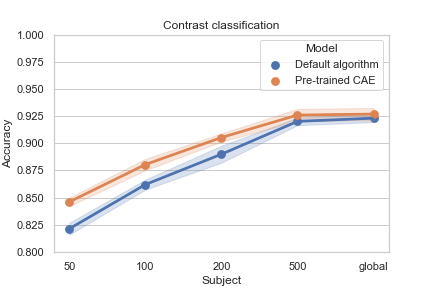 Contrast classification
1.000
0.975
0.950
0.925
0.900
0.875
0.850
0.825
0.800
Accuracy
Model
Default algorithm
Pre-trained CAE
50 100 200 500 global
Subject